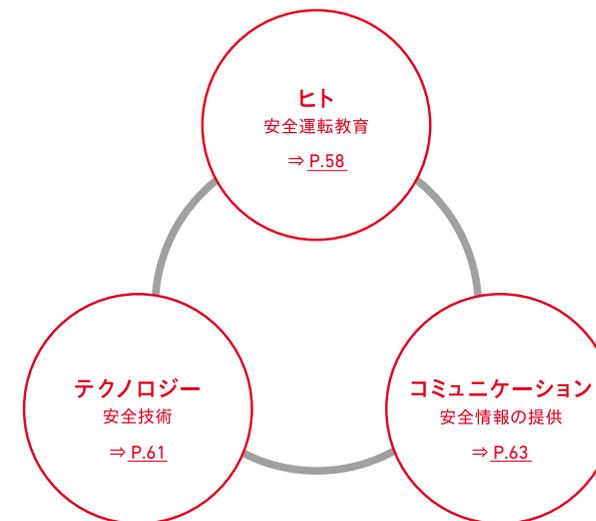 ヒト
安全運転教育
⇒ P.58
テクノロジー
安全技術
⇒ P.61
コミュニケーション
安全情報の提供
⇒ P.63